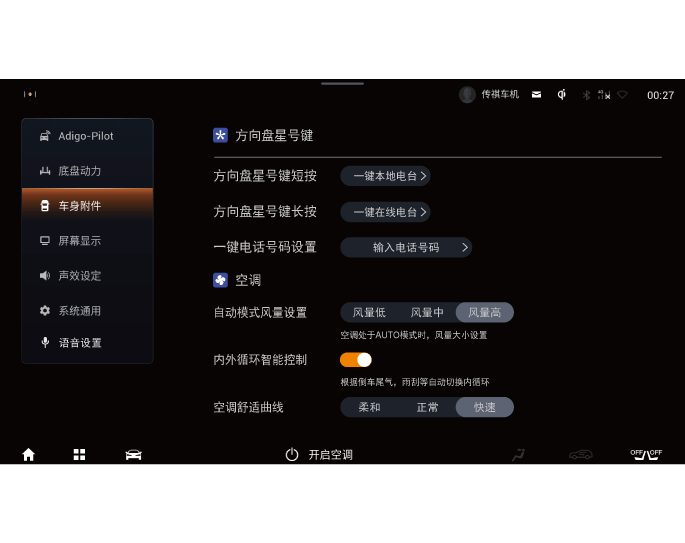 传祺车机 00:27
Adigo-Pilot
底盘动力
车身附件
屏幕显示
声效设定
系统通用
语音设置
方向盘星号键
方向盘星号键短按 一键本地电台
方向盘星号键长按 一键在线电台
一键电话号码设置 输入电话号码
空调
自动模式风量设置 风量低 风量中 风量高
空调处于AUTO模式时，风量大小设置
内外循环智能控制
根据倒车尾气，雨刮等自动切换内循环
空调舒适曲线 柔和 正常 快速
开启空调
OFF OFF